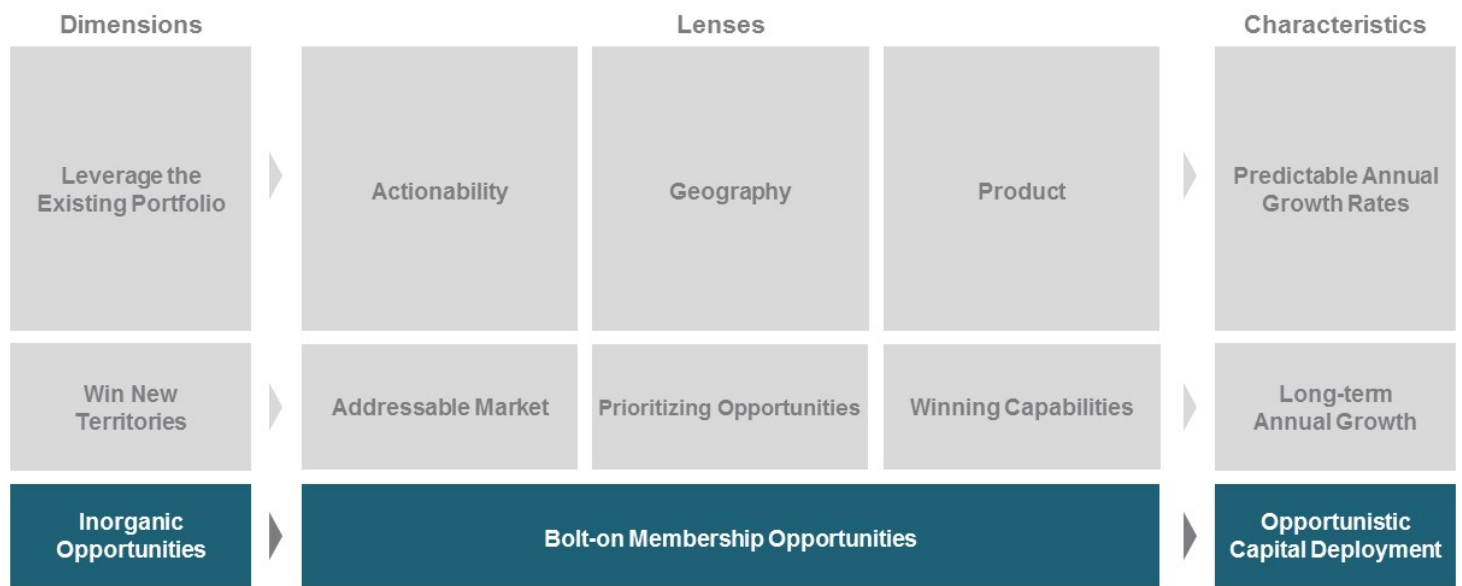 Dimensions
Lenses
Characteristics
Leverage the
Existing Portfolio
Actionability
Geography
Product
Predictable Annual
Growth Rates
Win New
Territories
Addressable Market
Prioritizing Opportunities
Winning Capabilities
Long-term
Annual Growth
Inorganic
Opportunities
Bolt-on Membership Opportunities
Opportunistic
Capital Deployment